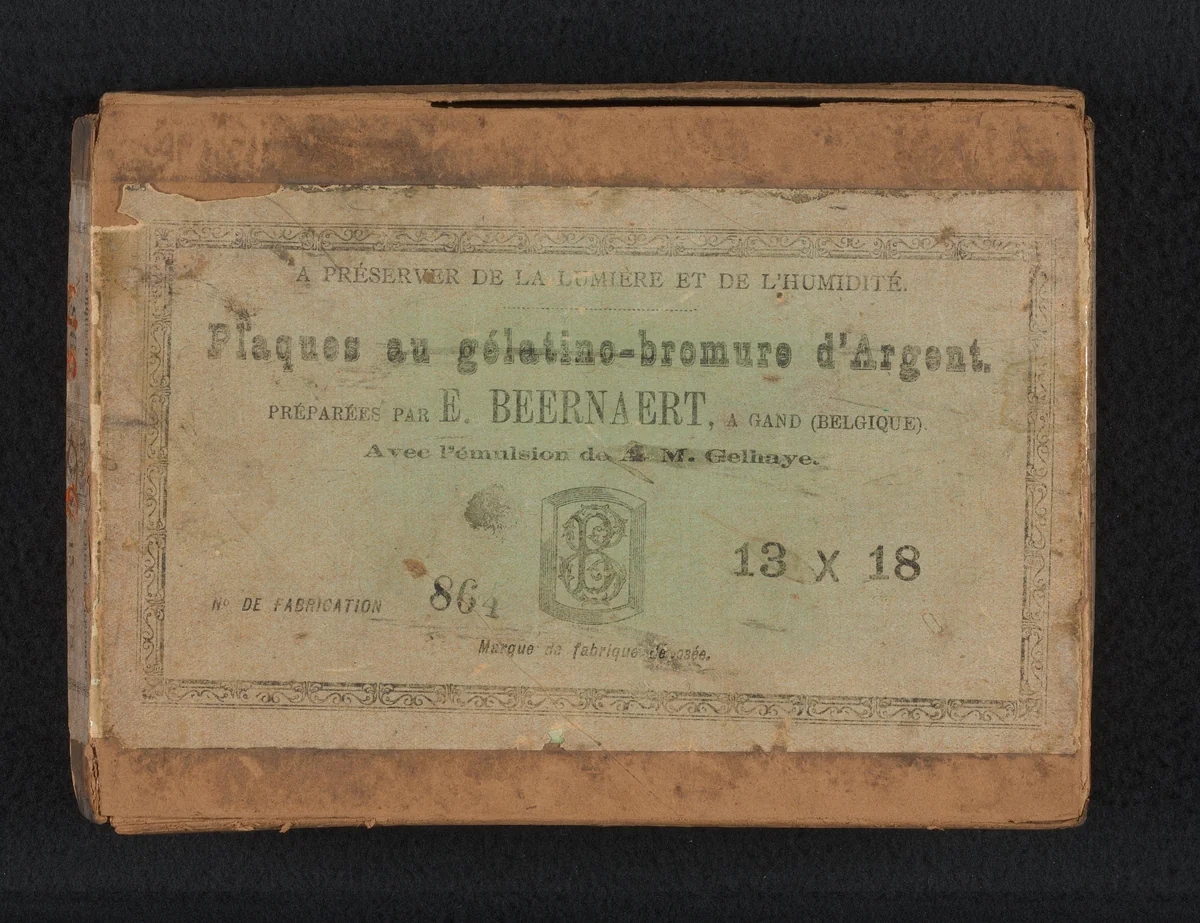 A PRÉSERVER DE LA LUMIÈRE ET DE L'HUMIDITÉ.
Plaques au gélatino-bromure d'Argent.
PRÉPARÉES PAR E. BEERNAERT, A GAND (BELGIQUE).
Avec l'émulsion de A. M. Gelhaye.
13 X 18
No DE FABRICATION 864
Marque de fabrique déposée.